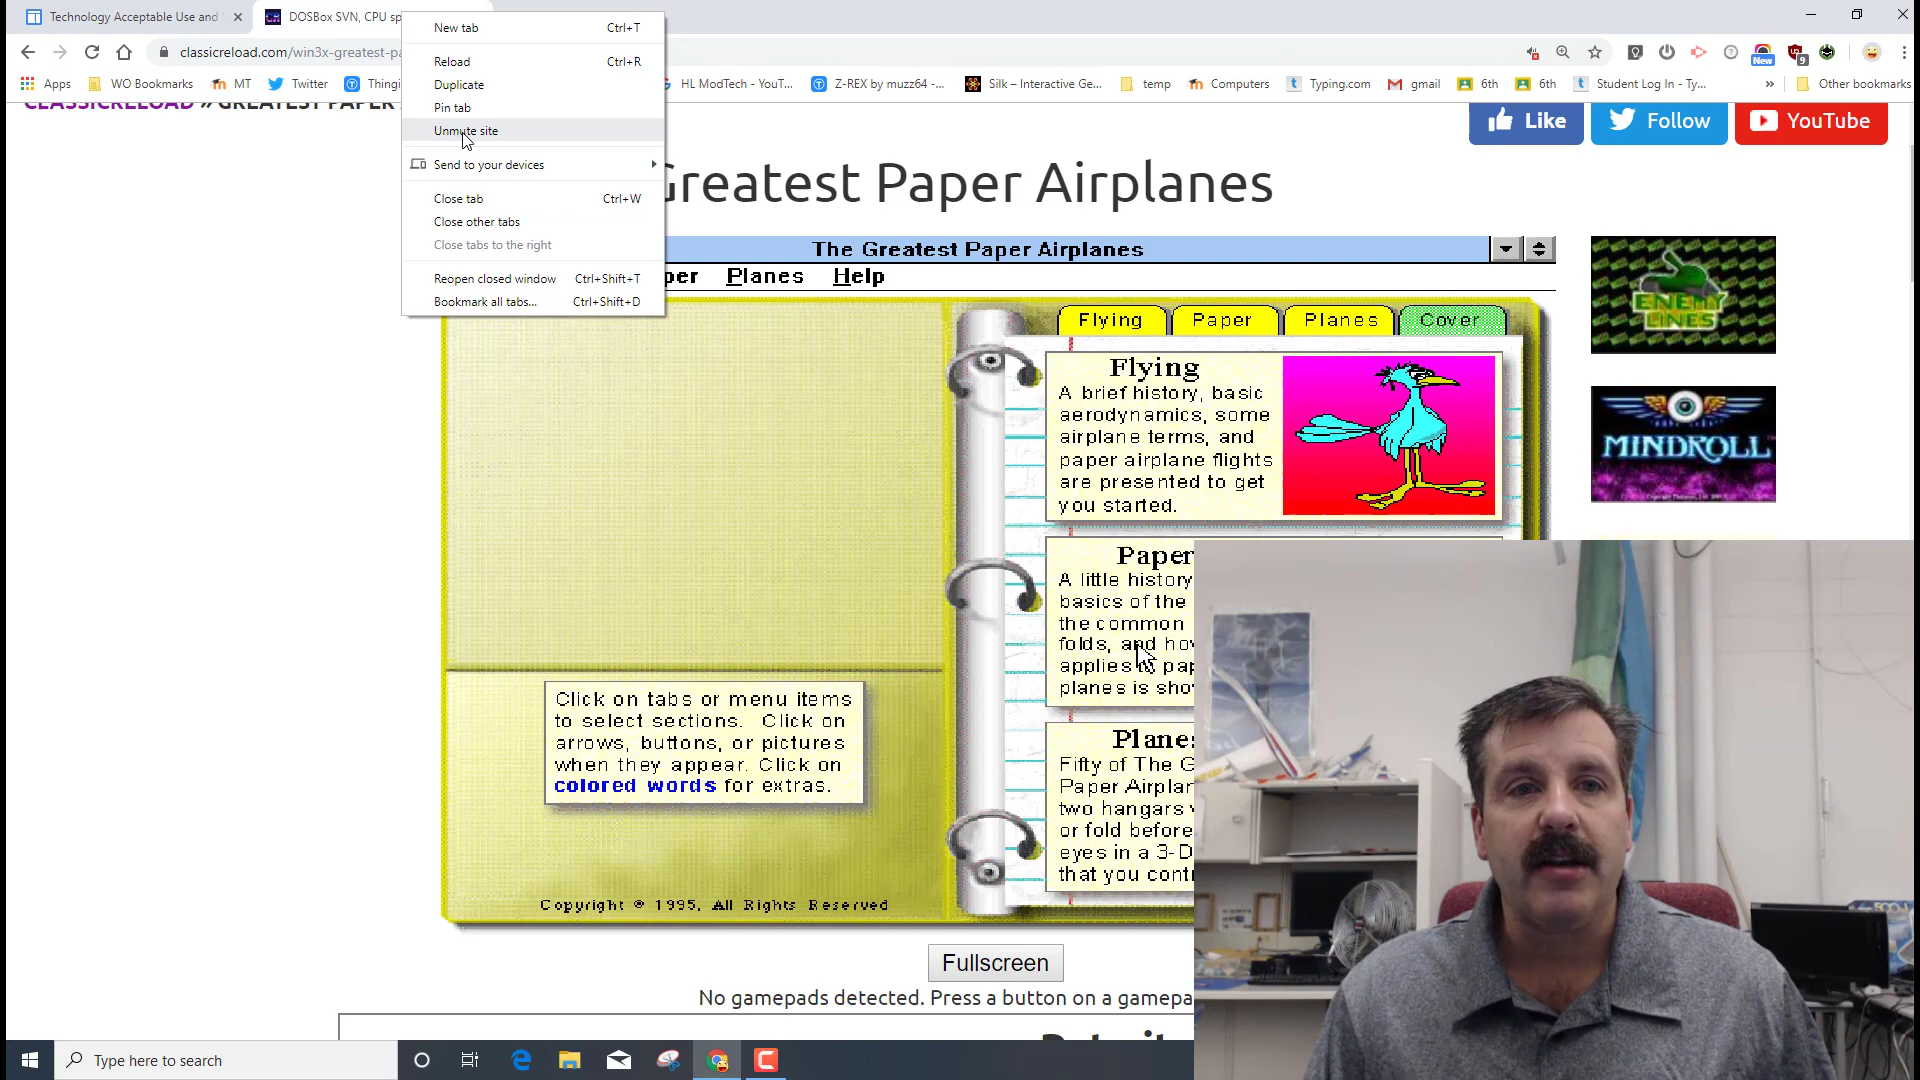 Technology Acceptable Use and
DOSBox SVN, CPU sp
classicreload.com/win3x-greatest-pa
New
9
Apps
WO Bookmarks
MT
Twitter
Thingi
HL ModTech - YouT...
Z-REX by muzz64 -...
Silk – Interactive Ge...
temp
Computers
Typing.com
gmail
6th
6th
Student Log In - Ty...
»
Other bookmarks
New tab Ctrl+T
Reload Ctrl+R
Duplicate
Pin tab
Unmute site
Send to your devices
Close tab Ctrl+W
Close other tabs
Close tabs to the right
Reopen closed window Ctrl+Shift+T
Bookmark all tabs... Ctrl+Shift+D
CLASSICRELOAD » GREATEST PAPER
Like
Follow
YouTube
Greatest Paper Airplanes
The Greatest Paper Airplanes
per Planes Help
Flying Paper Planes Cover
Flying
A brief history, basic
aerodynamics, some
airplane terms, and
paper airplane flights
are presented to get
you started.
Paper
A little history
basics of the
the common
folds, and how
applies to pap
planes is sho
Planes
Fifty of The G
Paper Airplan
two hangars
or fold before
eyes in a 3-D
that you cont
Click on tabs or menu items
to select sections. Click on
arrows, buttons, or pictures
when they appear. Click on
colored words for extras.
Copyright © 1995, All Rights Reserved
ENEMY
LINES
MINDROLL
Fullscreen
No gamepads detected. Press a button on a gamepa
Type here to search